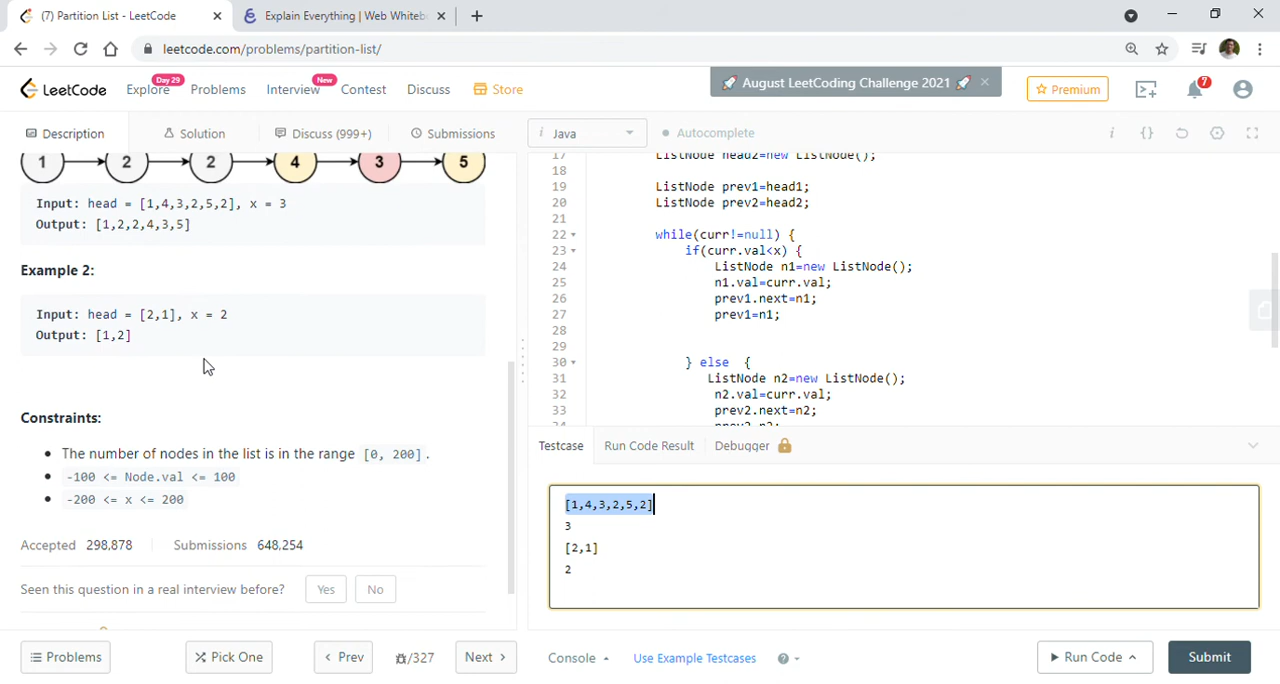 (7) Partition List - LeetCode
Explain Everything | Web Whiteb
leetcode.com/problems/partition-list/
LeetCode
Explore
Day 29
Problems
Interview
New
Contest
Discuss
Store
🚀 August LeetCoding Challenge 2021 🚀
Premium
7
Description
Solution
Discuss (999+)
Submissions
1 2 2 4 3 5
Input: head = [1,4,3,2,5,2], x = 3
Output: [1,2,2,4,3,5]
Example 2:
Input: head = [2,1], x = 2
Output: [1,2]
Constraints:
The number of nodes in the list is in the range [0, 200].
-100 <= Node.val <= 100
-200 <= x <= 200
Accepted 298,878 Submissions 648,254
Seen this question in a real interview before? Yes No
i Java
Autocomplete
17 ListNode head2=new ListNode();
18
19 ListNode prev1=head1;
20 ListNode prev2=head2;
21
22 while(curr!=null) {
23 if(curr.val<x) {
24 ListNode n1=new ListNode();
25 n1.val=curr.val;
26 prev1.next=n1;
27 prev1=n1;
28
29
30 } else {
31 ListNode n2=new ListNode();
32 n2.val=curr.val;
33 prev2.next=n2;
prev2=n2;
Testcase
Run Code Result
Debugger
[1,4,3,2,5,2]
3
[2,1]
2
Problems
Pick One
Prev
/327
Next
Console
Use Example Testcases
Run Code
Submit